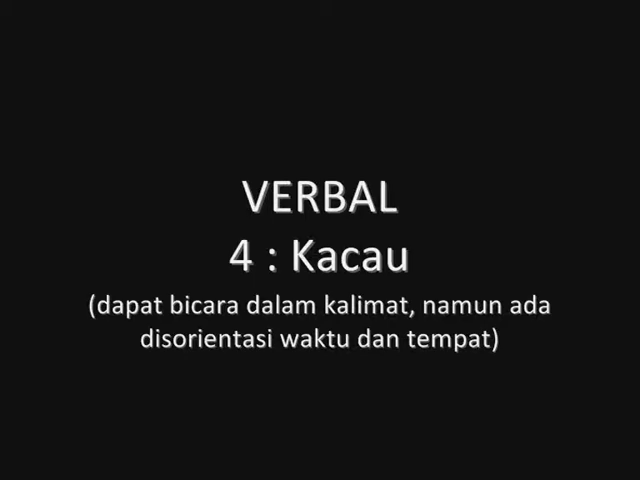 VERBAL
4 : Kacau
(dapat bicara dalam kalimat, namun ada
disorientasi waktu dan tempat)